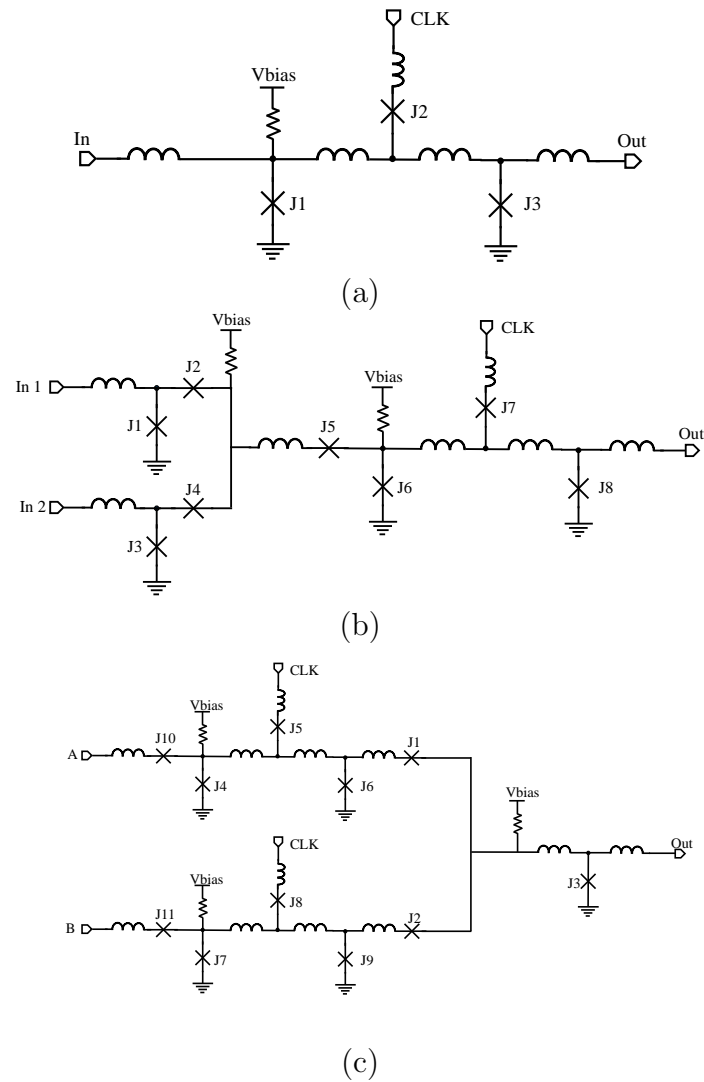 CLK
Vbias
J2
In
Out
J1
J3
(a)
Vbias
CLK
J2
Vbias
In 1
J7
J1
J5
Out
J4
J6
J8
In 2
J3
(b)
CLK
Vbias
J10
J5
J1
A
J4
J6
Vbias
CLK
Out
Vbias
J3
J11
J8
J2
B
J7
J9
(c)